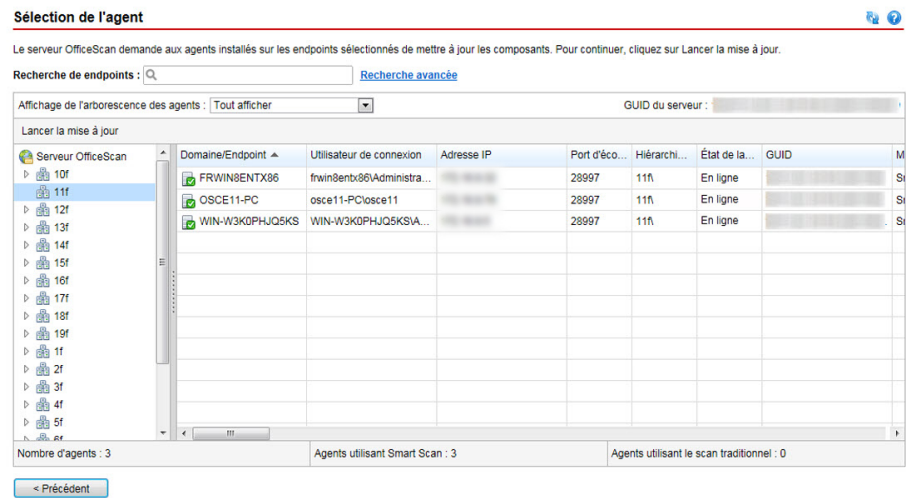 Sélection de l'agent
Le serveur OfficeScan demande aux agents installés sur les endpoints sélectionnés de mettre à jour les composants. Pour continuer, cliquez sur Lancer la mise à jour.
Recherche de endpoints : Recherche avancée
Affichage de l'arborescence des agents : Tout afficher GUID du serveur :
Lancer la mise à jour
Serveur OfficeScan
10f
11f
12f
13f
14f
15f
16f
17f
18f
19f
1f
2f
3f
4f
5f
6f
Domaine/Endpoint Utilisateur de connexion Adresse IP Port d'éco... Hiérarchi... État de la... GUID M
FRWIN8ENTX86 frwin8entx86\Administra... 28997 11f\ En ligne Sr
OSCE11-PC osce11-PC\osce11 28997 11f\ En ligne Sr
WIN-W3K0PHJQ5KS WIN-W3K0PHJQ5KS\A... 28997 11f\ En ligne Sr
Nombre d'agents : 3 Agents utilisant Smart Scan : 3 Agents utilisant le scan traditionnel : 0
< Précédent